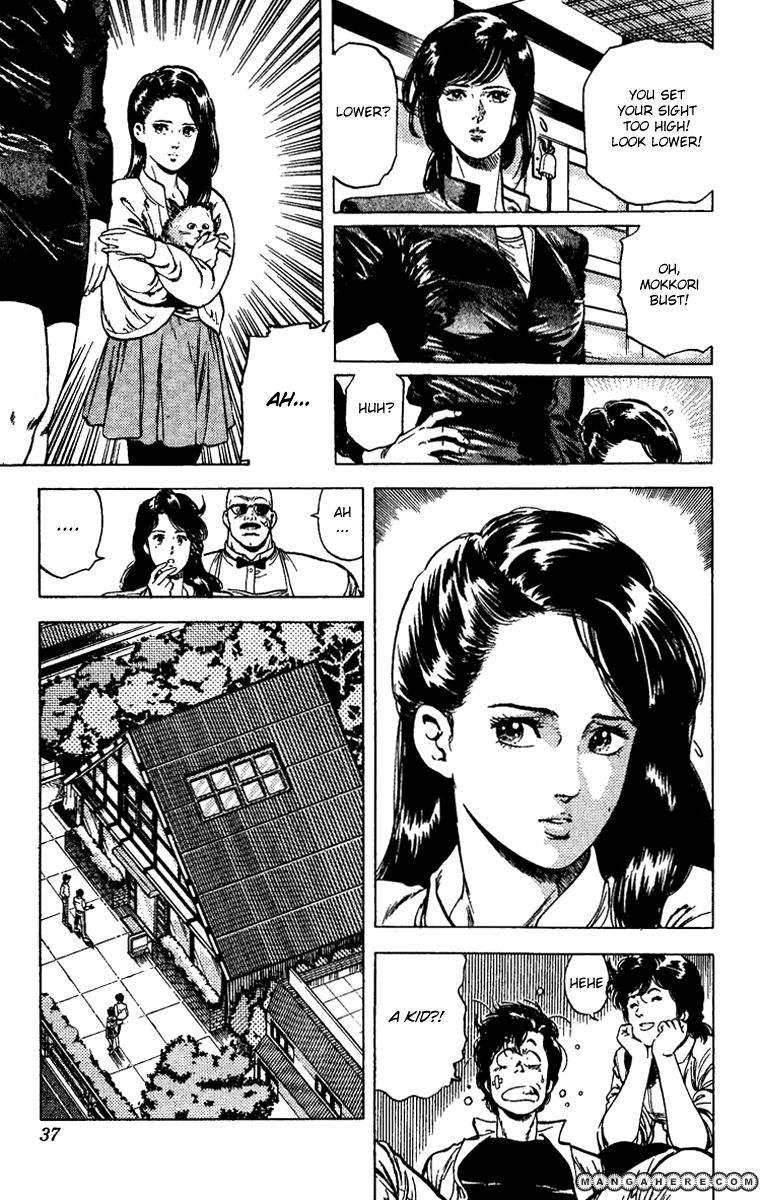 YOU SET
YOUR SIGHT
TOO HIGH!
LOOK LOWER!
LOWER?
OH,
MOKKORI
BUST!
HUH?
AH...
AH
...
....
HEHE
A KID?!
37
MANGAHERE.COM